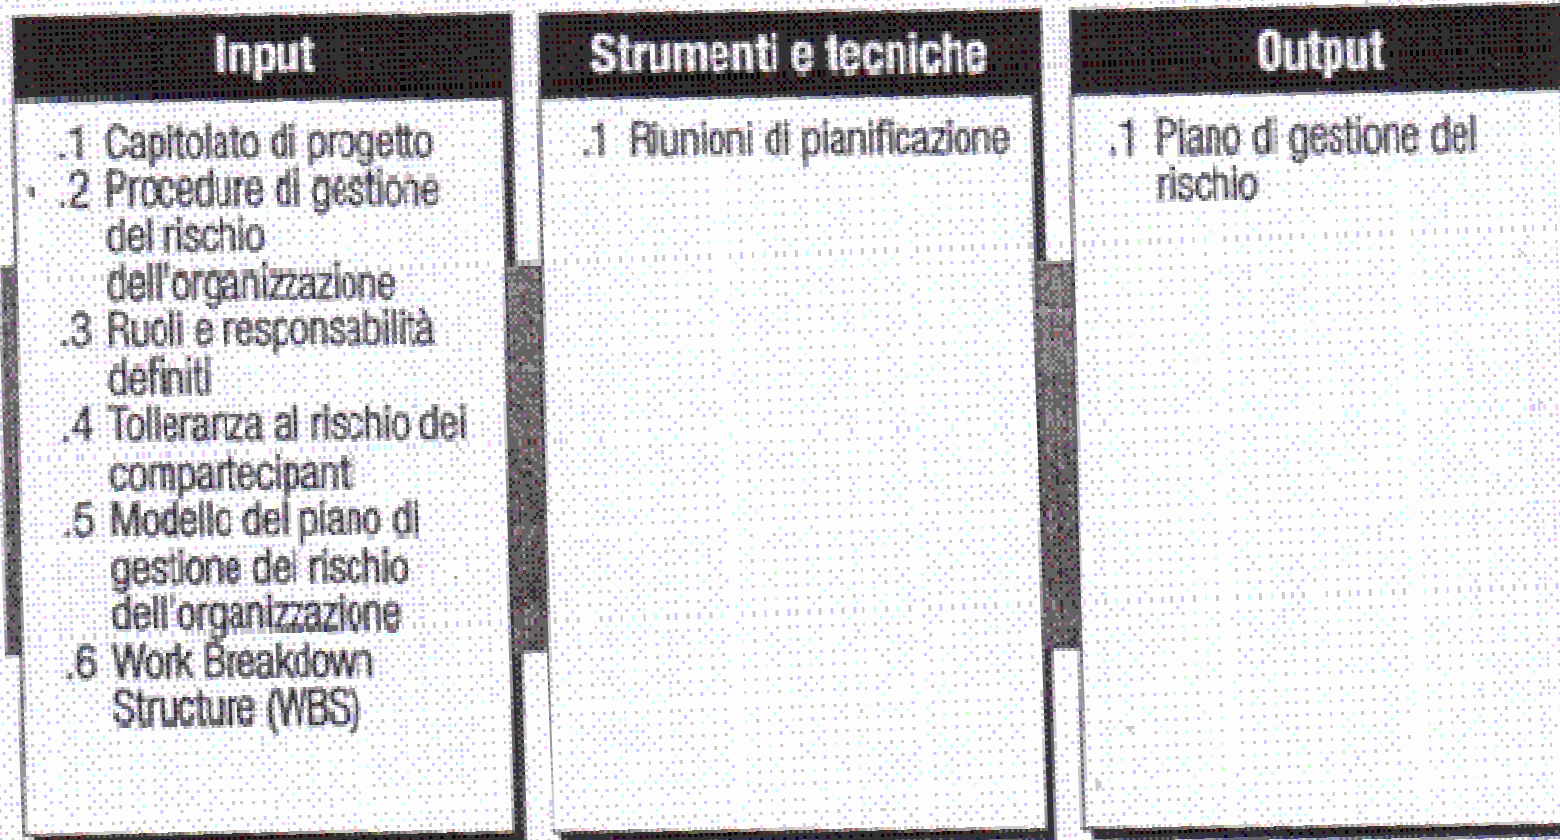 Input
.1 Capitolato di progetto
.2 Procedure di gestione
del rischio
dell'organizzazione
.3 Ruoli e responsabilità
definiti
.4 Tolleranza al rischio dei
compartecipant
.5 Modello del piano di
gestione del rischio
dell'organizzazione
.6 Work Breakdown
Structure (WBS)
Strumenti e tecniche
.1 Riunioni di pianificazione
Output
.1 Piano di gestione del
rischio